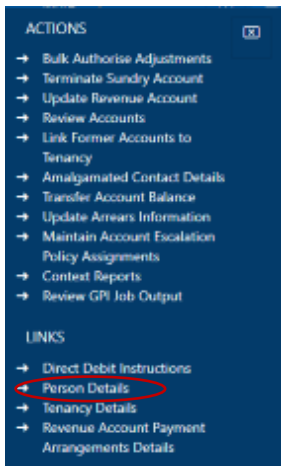 ACTIONS
→ Bulk Authorise Adjustments
→ Terminate Sundry Account
→ Update Revenue Account
→ Review Accounts
→ Link Former Accounts to
Tenancy
→ Amalgamated Contact Details
→ Transfer Account Balance
→ Update Arrears Information
→ Maintain Account Escalation
Policy Assignments
→ Context Reports
→ Review GPI Job Output
LINKS
→ Direct Debit Instructions
→ Person Details
→ Tenancy Details
→ Revenue Account Payment
Arrangements Details